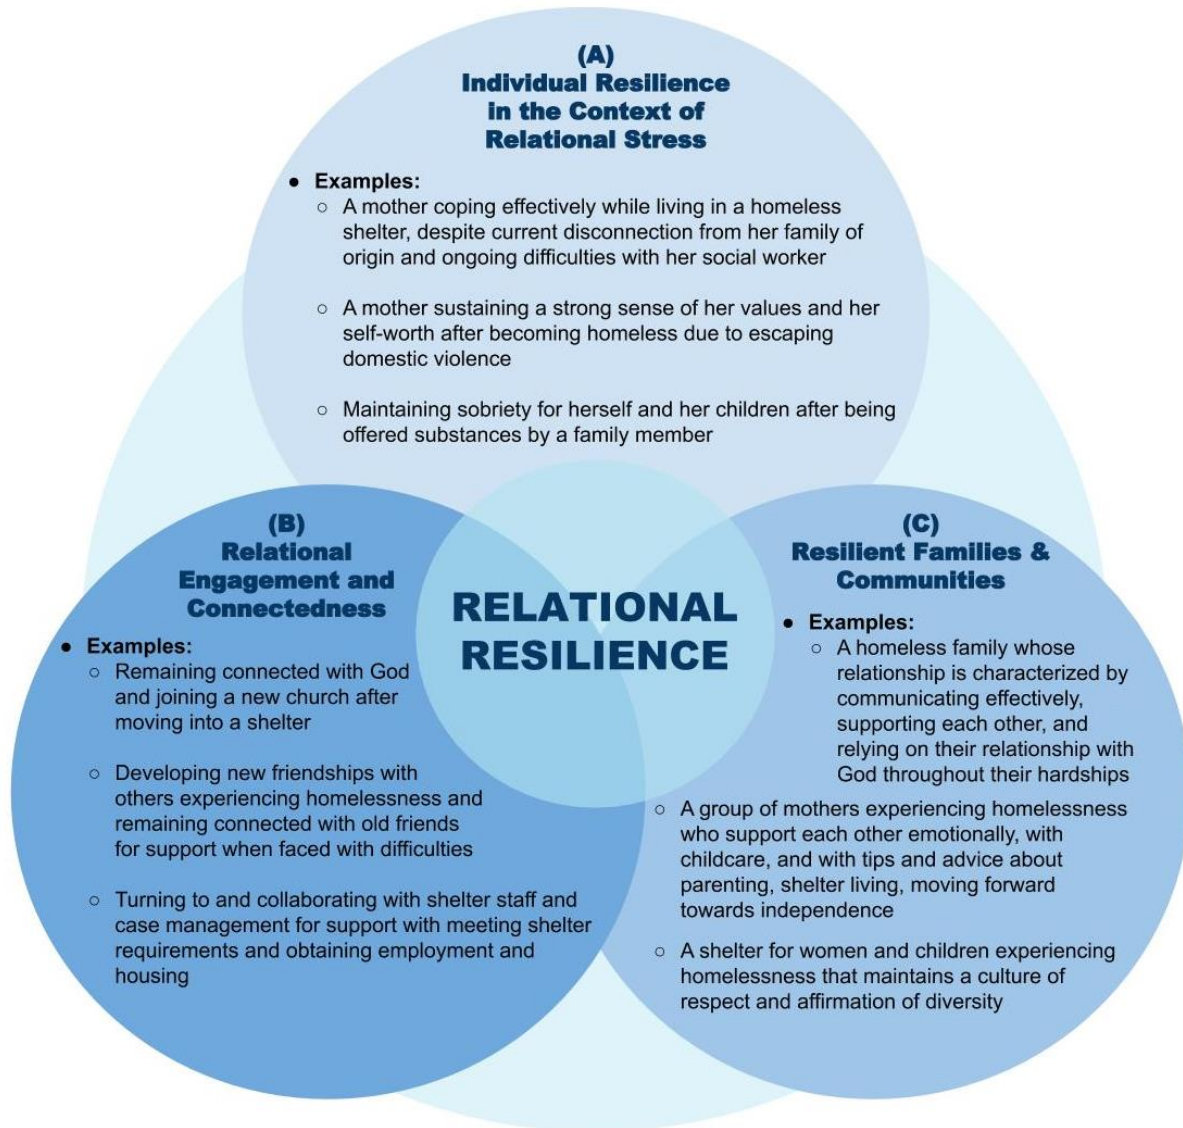 (A)
Individual Resilience
in the Context of
Relational Stress
● Examples:
○ A mother coping effectively while living in a homeless
shelter, despite current disconnection from her family of
origin and ongoing difficulties with her social worker
○ A mother sustaining a strong sense of her values and her
self-worth after becoming homeless due to escaping
domestic violence
○ Maintaining sobriety for herself and her children after being
offered substances by a family member
(B)
Relational
Engagement and
Connectedness
● Examples:
○ Remaining connected with God
and joining a new church after
moving into a shelter
○ Developing new friendships with
others experiencing homelessness and
remaining connected with old friends
for support when faced with difficulties
○ Turning to and collaborating with shelter staff and
case management for support with meeting shelter
requirements and obtaining employment and
housing
RELATIONAL
RESILIENCE
(C)
Resilient Families &
Communities
● Examples:
○ A homeless family whose
relationship is characterized by
communicating effectively,
supporting each other, and
relying on their relationship with
God throughout their hardships
○ A group of mothers experiencing homelessness
who support each other emotionally, with
childcare, and with tips and advice about
parenting, shelter living, moving forward
towards independence
○ A shelter for women and children experiencing
homelessness that maintains a culture of
respect and affirmation of diversity